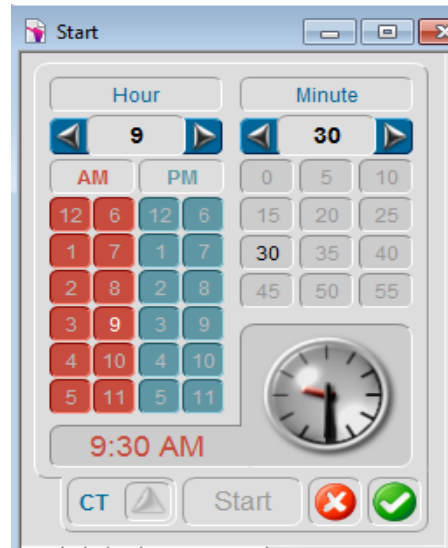 Start
Hour Minute
9 30
AM PM 0 5 10
12 6 12 6 15 20 25
1 7 1 7 30 35 40
2 8 2 8 45 50 55
3 9 3 9
4 10 4 10
5 11 5 11
9:30 AM
CT Start